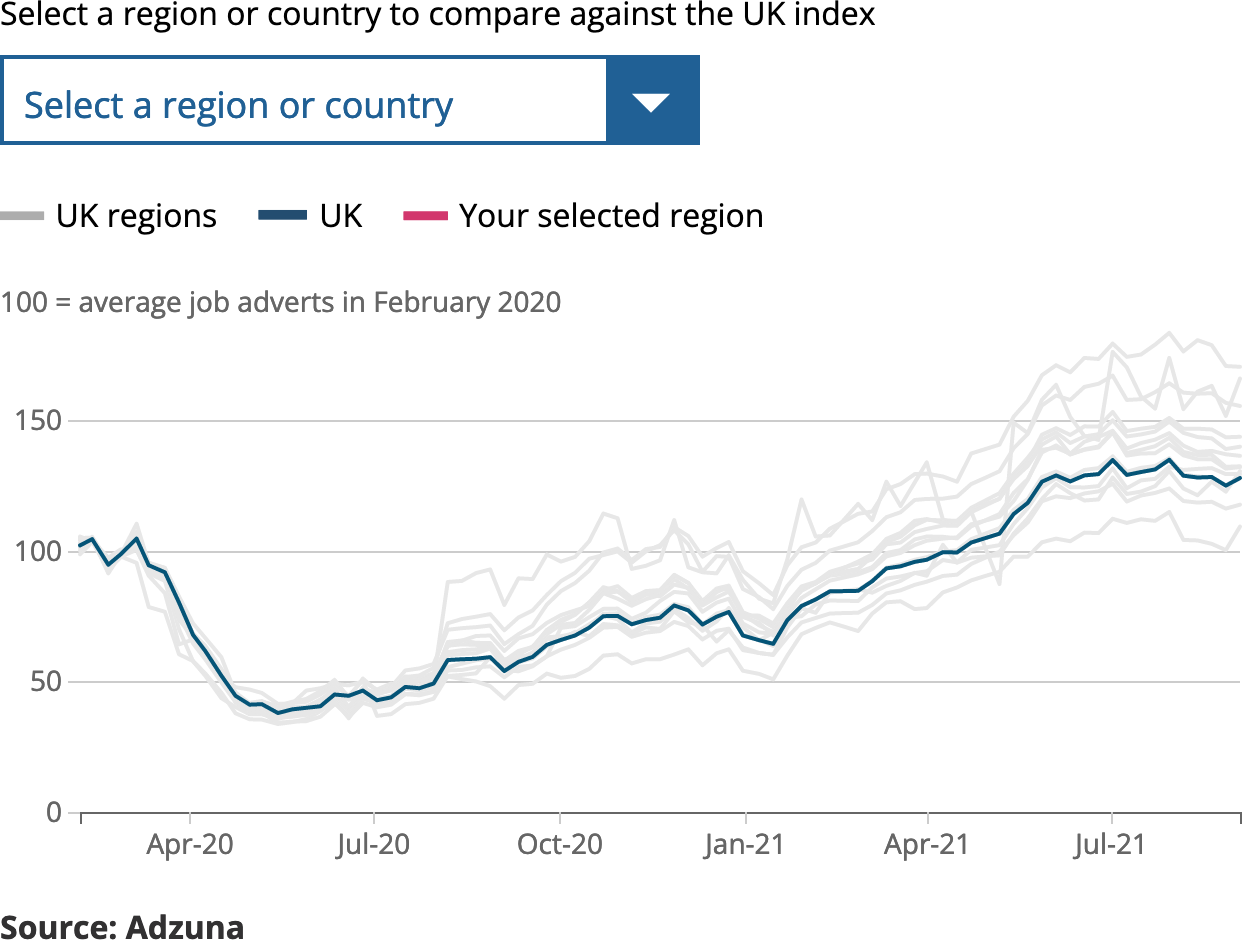 Select a region or country to compare against the UK index
Select a region or country
UK regions UK Your selected region
100 = average job adverts in February 2020
150
100
50
0
Apr-20 Jul-20 Oct-20 Jan-21 Apr-21 Jul-21
Source: Adzuna